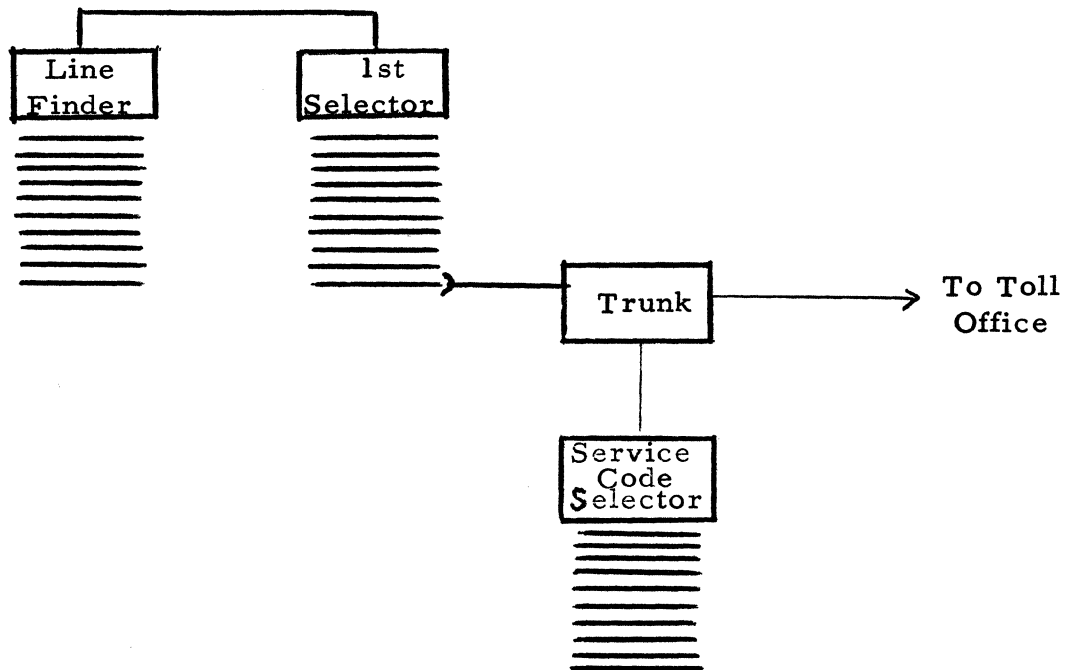 Line
Finder
1st
Selector
Trunk
To Toll
Office
Service
Code
Selector